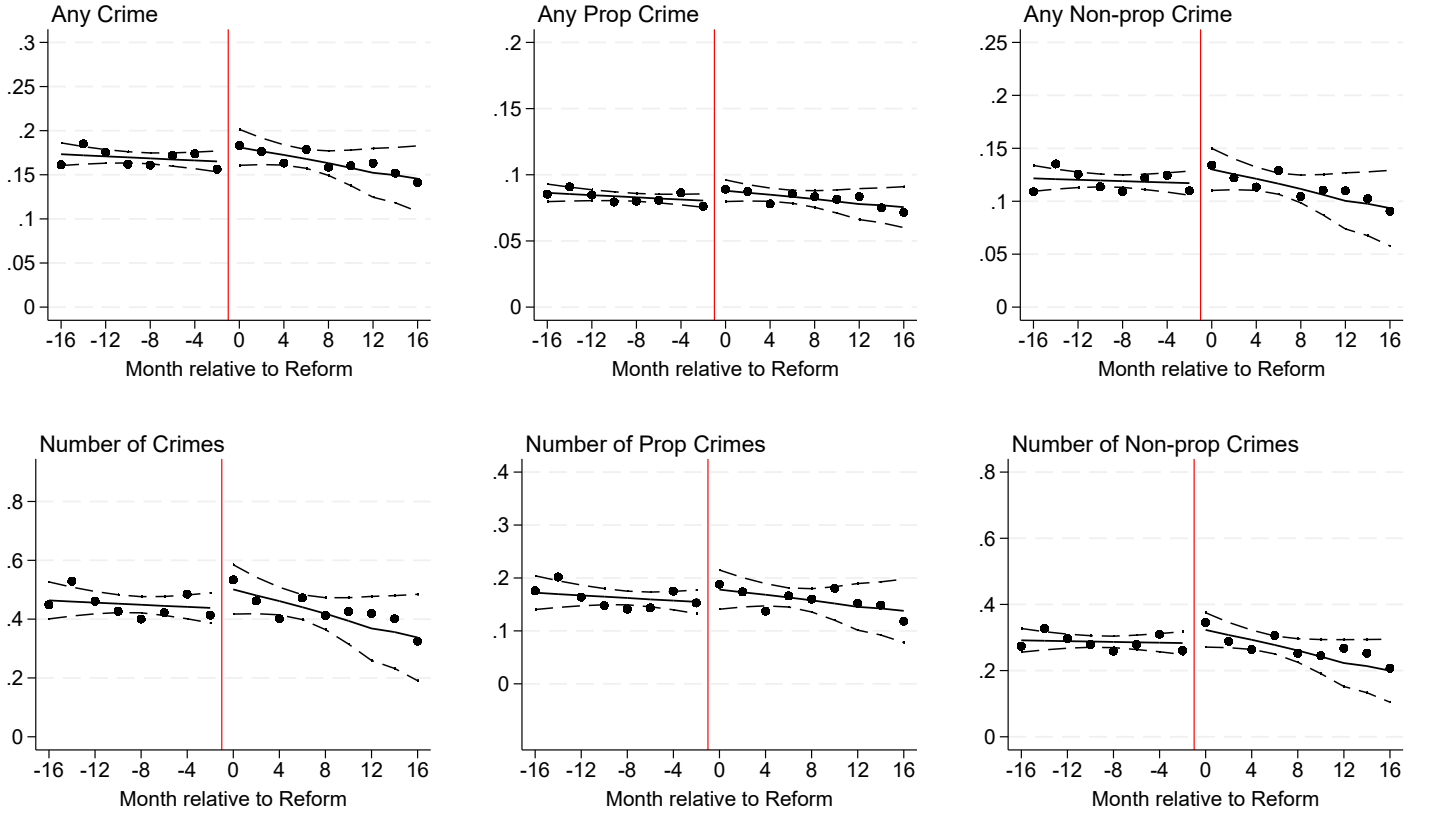 Any Crime
.3
.25
.2
.15
.1
.05
0
-16 -12 -8 -4 0 4 8 12 16
Month relative to Reform
Any Prop Crime
.2
.15
.1
.05
0
-16 -12 -8 -4 0 4 8 12 16
Month relative to Reform
Any Non-prop Crime
.25
.2
.15
.1
.05
0
-16 -12 -8 -4 0 4 8 12 16
Month relative to Reform
Number of Crimes
.8
.6
.4
.2
0
-16 -12 -8 -4 0 4 8 12 16
Month relative to Reform
Number of Prop Crimes
.4
.3
.2
.1
0
-16 -12 -8 -4 0 4 8 12 16
Month relative to Reform
Number of Non-prop Crimes
.8
.6
.4
.2
0
-16 -12 -8 -4 0 4 8 12 16
Month relative to Reform